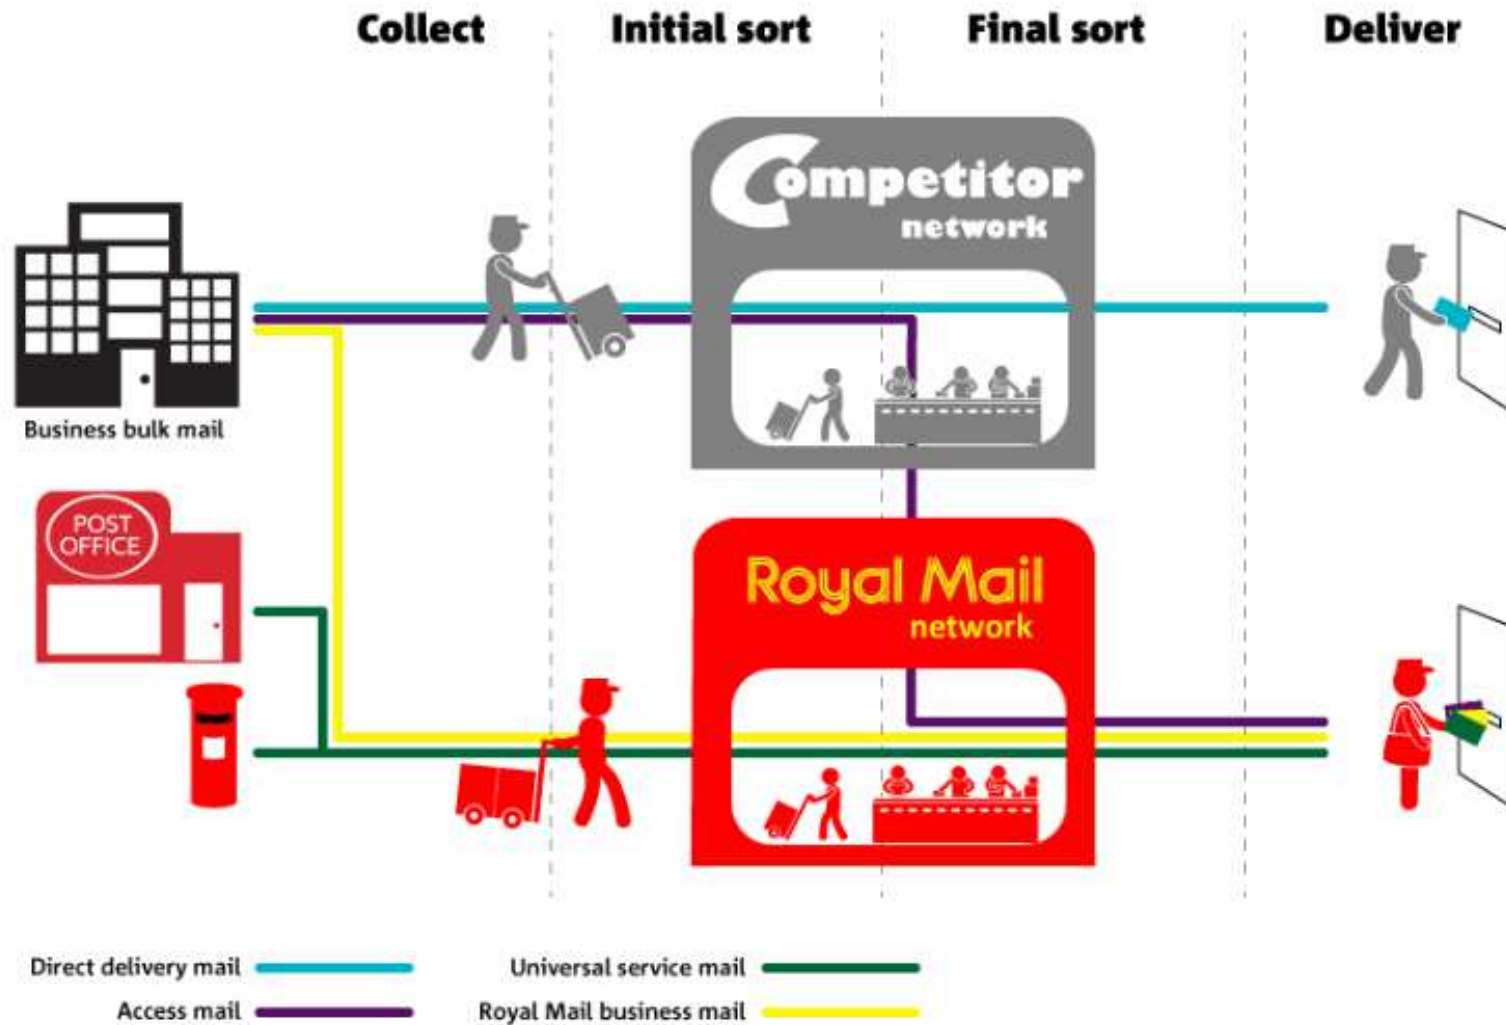 Collect
Initial sort
Final sort
Deliver
Competitor
network
Business bulk mail
POST
OFFICE
Royal Mail
network
Direct delivery mail
Universal service mail
Access mail
Royal Mail business mail